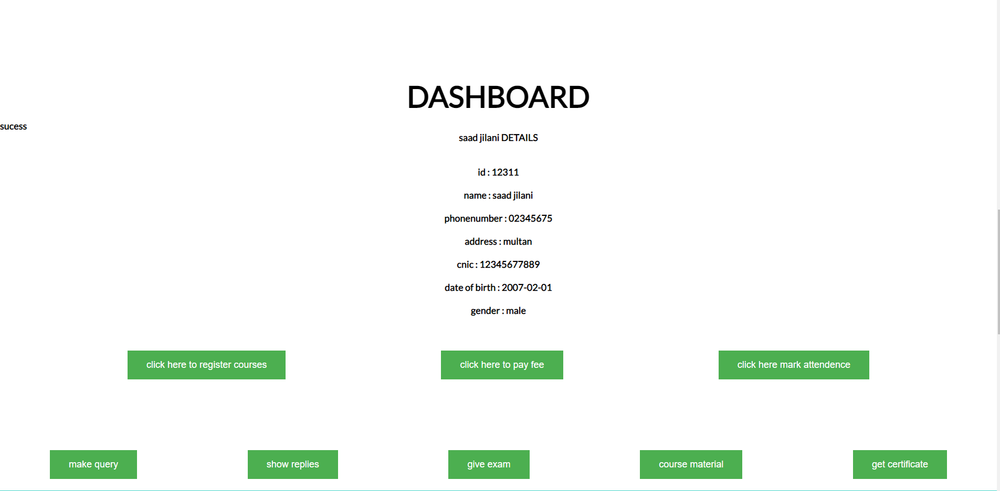 DASHBOARD
sucess
saad jilani DETAILS
id : 12311
name : saad jilani
phonenumber : 02345675
address : multan
cnic : 12345677889
date of birth : 2007-02-01
gender : male
click here to register courses
click here to pay fee
click here mark attendence
make query
show replies
give exam
course material
get certificate